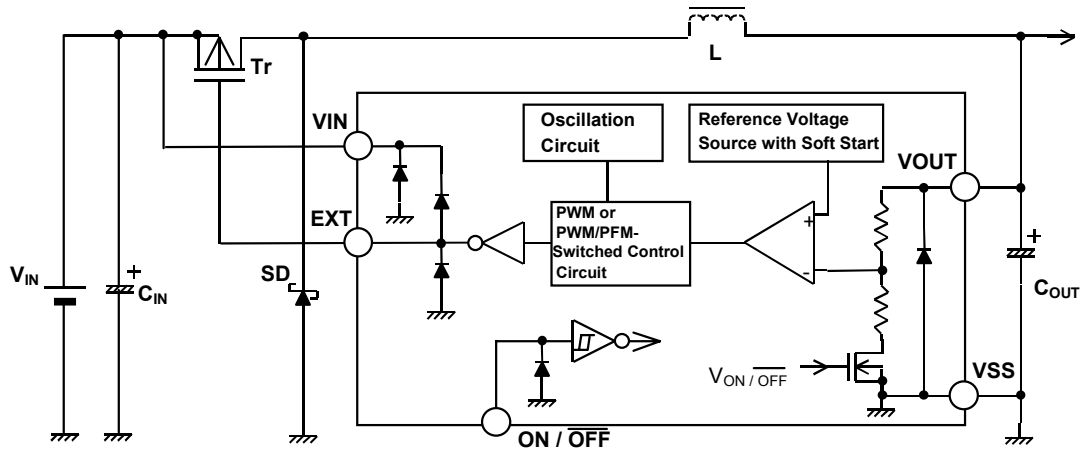 Tr
L
VIN
Oscillation
Circuit
Reference Voltage
Source with Soft Start
VOUT
EXT
PWM or
PWM/PFM-
Switched Control
Circuit
+
-
+
VIN
+
CIN
SD
COUT
VON / OFF
VSS
ON / OFF